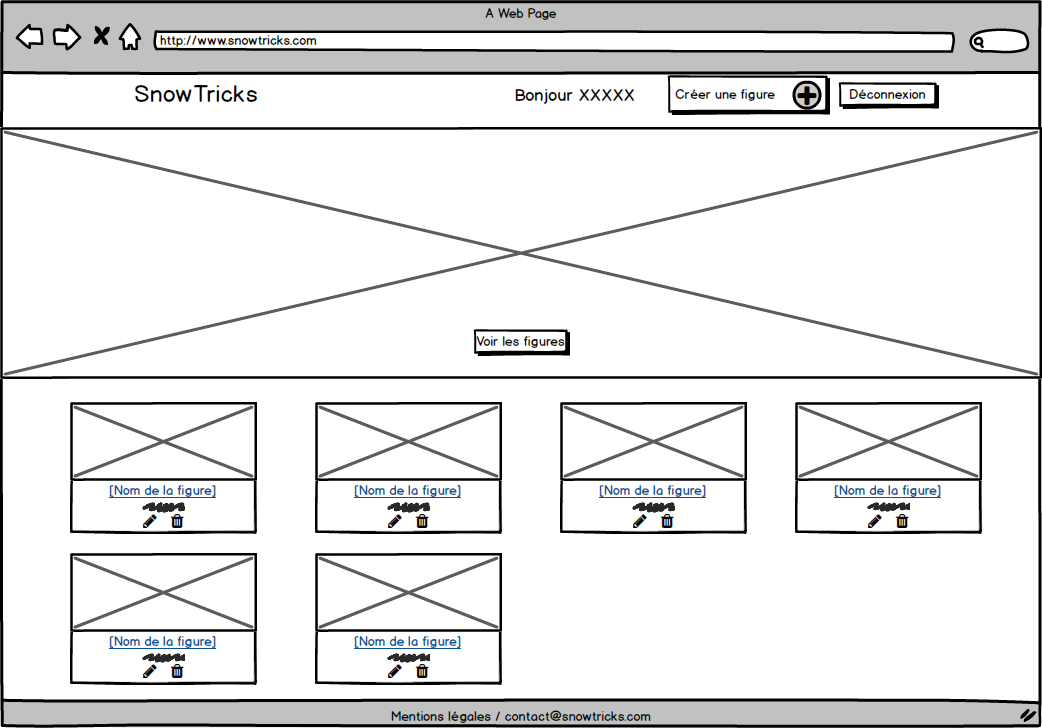 A Web Page
http://www.snowtricks.com
SnowTricks
Bonjour XXXXX
Créer une figure
Déconnexion
Voir les figures
[Nom de la figure]
[Nom de la figure]
[Nom de la figure]
[Nom de la figure]
[Nom de la figure]
[Nom de la figure]
Mentions légales / contact@snowtricks.com